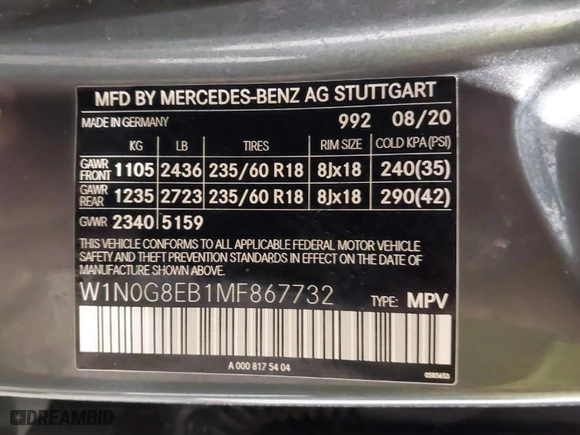 MFD BY MERCEDES-BENZ AG STUTTGART
MADE IN GERMANY 992 08/20
KG LB TIRES RIM SIZE COLD KPA (PSI)
GAWR FRONT 1105 2436 235/60 R18 8Jx18 240(35)
GAWR REAR 1235 2723 235/60 R18 8Jx18 290(42)
GVWR 2340 5159
THIS VEHICLE CONFORMS TO ALL APPLICABLE FEDERAL MOTOR VEHICLE
SAFETY AND THEFT PREVENTION STANDARDS IN EFFECT ON THE DATE OF
MANUFACTURE SHOWN ABOVE.
W1N0G8EB1MF867732 TYPE: MPV
A 000 817 54 04
DREAMBID